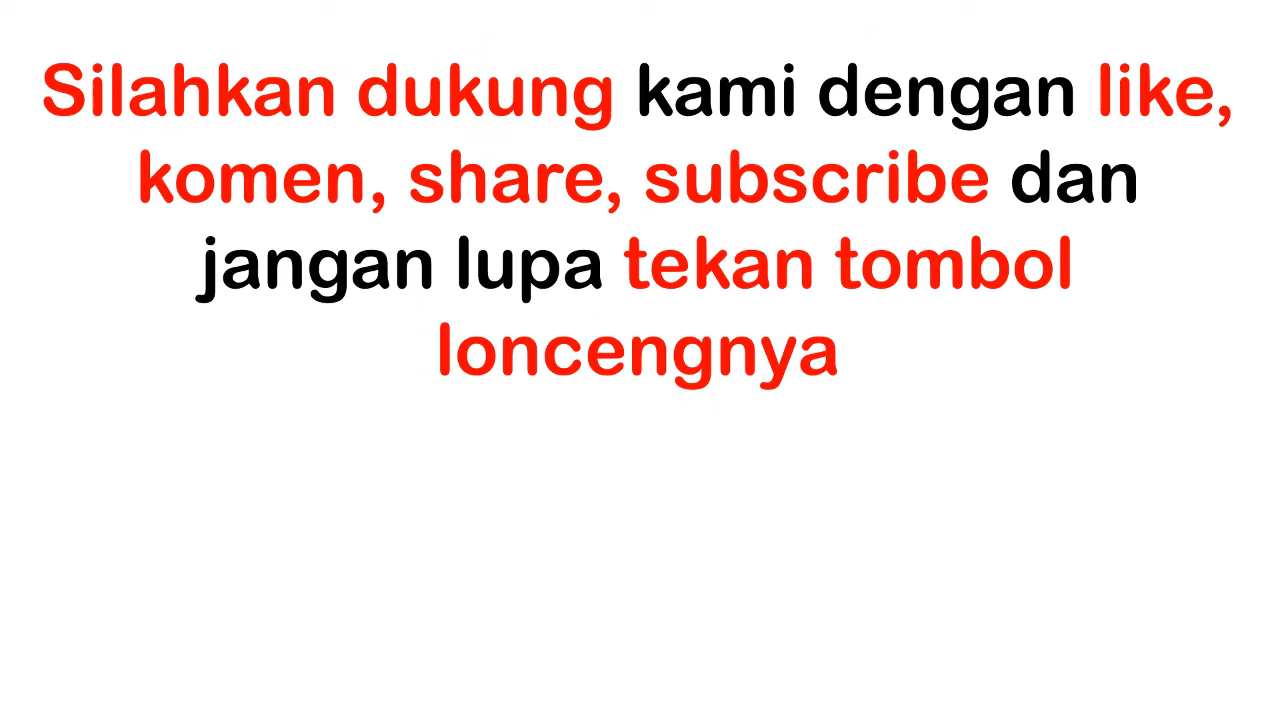 Silahkan dukung kami dengan like,
komen, share, subscribe dan
jangan lupa tekan tombol
loncengnya